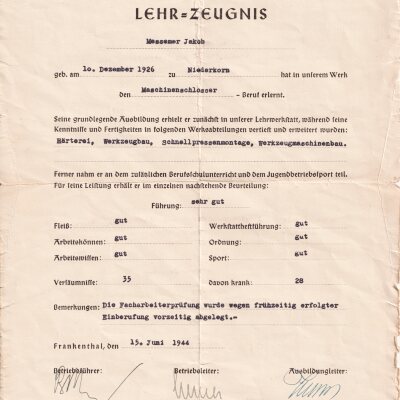 LEHR=ZEUGNIS
Messemer Jakob
geb. am 10. Dezember 1926 zu Niederkorn hat in unserem Werk
den Maschinenschlosser - Beruf erlernt.
Seine grundlegende Ausbildung erhielt er zunächst in unserer Lehrwerkstatt, während seine
Kenntnisse und Fertigkeiten in folgenden Werksabteilungen vertieft und erweitert wurden:
Härterei, Werkzeugbau, Schnellpressenmontage, Werkzeugmaschinenbau.
Ferner nahm er an dem zusätzlichen Berufsschulunterricht und dem Jugendbetriebssport teil.
Für seine Leistung erhält er im einzelnen nachstehende Beurteilung:
Führung: sehr gut
Fleiß: gut Werkstattheftführung: gut
Arbeitskönnen: gut Ordnung: gut
Arbeitswissen: gut Sport: gut
Versäumnisse: 35 davon krank: 28
Bemerkungen: Die Facharbeiterprüfung wurde wegen frühzeitig erfolgter
Einberufung vorzeitig abgelegt.-
Frankenthal, den 15. Juni 1944
Betriebsführer: Betriebsleiter: Ausbildungsleiter: